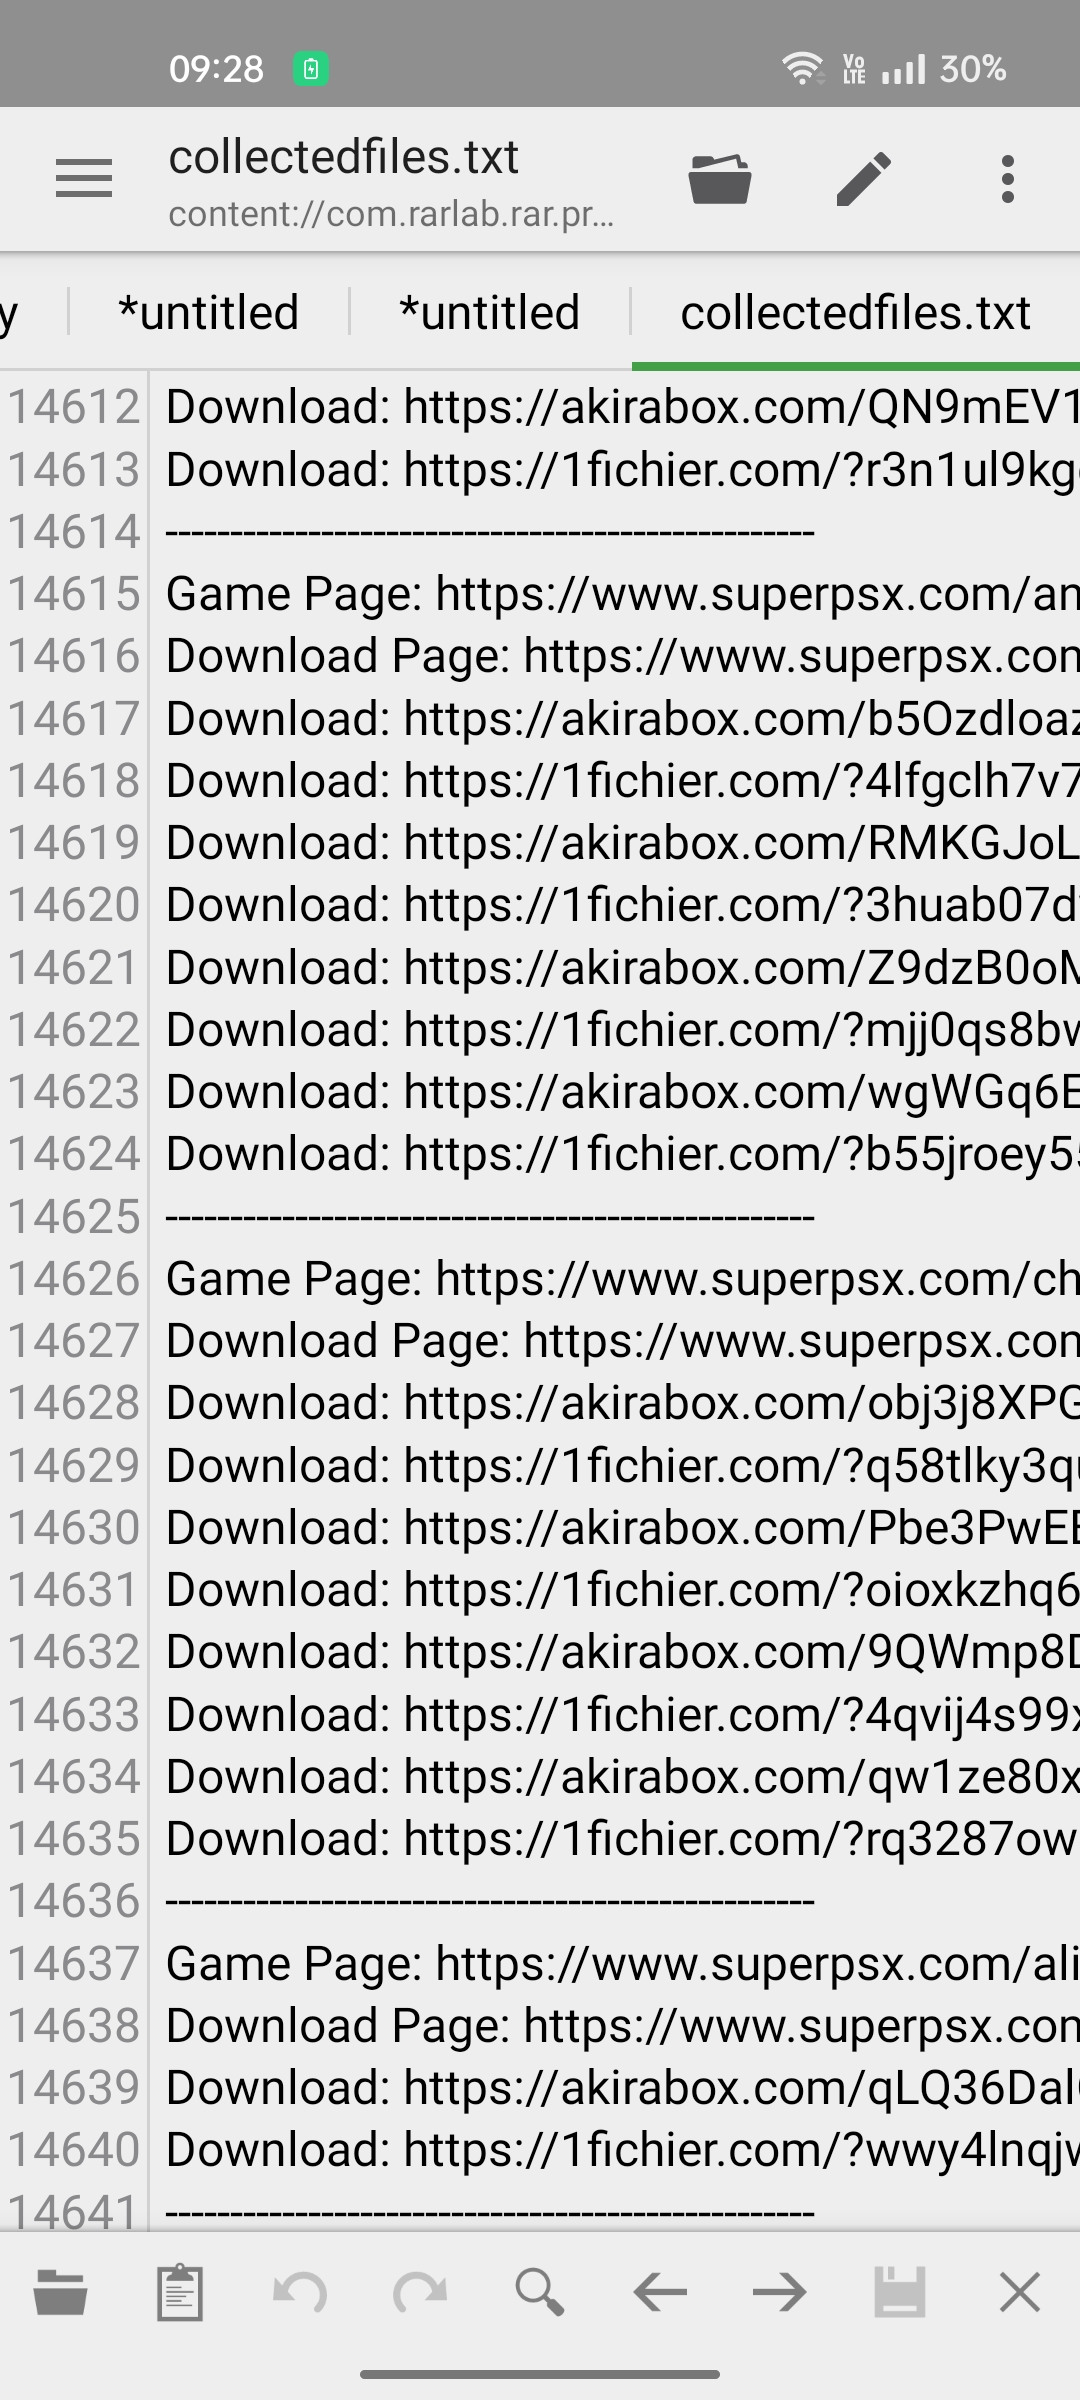 09:28
Vo LTE 30%
collectedfiles.txt
content://com.rarlab.rar.pr...
y *untitled *untitled collectedfiles.txt
14612 Download: https://akirabox.com/QN9mEV1
14613 Download: https://1fichier.com/?r3n1ul9kg
14614 --------------------------------------------------
14615 Game Page: https://www.superpsx.com/an
14616 Download Page: https://www.superpsx.com
14617 Download: https://akirabox.com/b5Ozdloaz
14618 Download: https://1fichier.com/?4lfgclh7v7
14619 Download: https://akirabox.com/RMKGJoL
14620 Download: https://1fichier.com/?3huab07d
14621 Download: https://akirabox.com/Z9dzB0oM
14622 Download: https://1fichier.com/?mjj0qs8bw
14623 Download: https://akirabox.com/wgWGq6E
14624 Download: https://1fichier.com/?b55jroey55
14625 --------------------------------------------------
14626 Game Page: https://www.superpsx.com/ch
14627 Download Page: https://www.superpsx.com
14628 Download: https://akirabox.com/obj3j8XPG
14629 Download: https://1fichier.com/?q58tlky3qu
14630 Download: https://akirabox.com/Pbe3PwEE
14631 Download: https://1fichier.com/?oioxkzhq6
14632 Download: https://akirabox.com/9QWmp8D
14633 Download: https://1fichier.com/?4qvij4s99x
14634 Download: https://akirabox.com/qw1ze80x
14635 Download: https://1fichier.com/?rq3287ow
14636 --------------------------------------------------
14637 Game Page: https://www.superpsx.com/ali
14638 Download Page: https://www.superpsx.com
14639 Download: https://akirabox.com/qLQ36Dal
14640 Download: https://1fichier.com/?wwy4lnqjw
14641 --------------------------------------------------